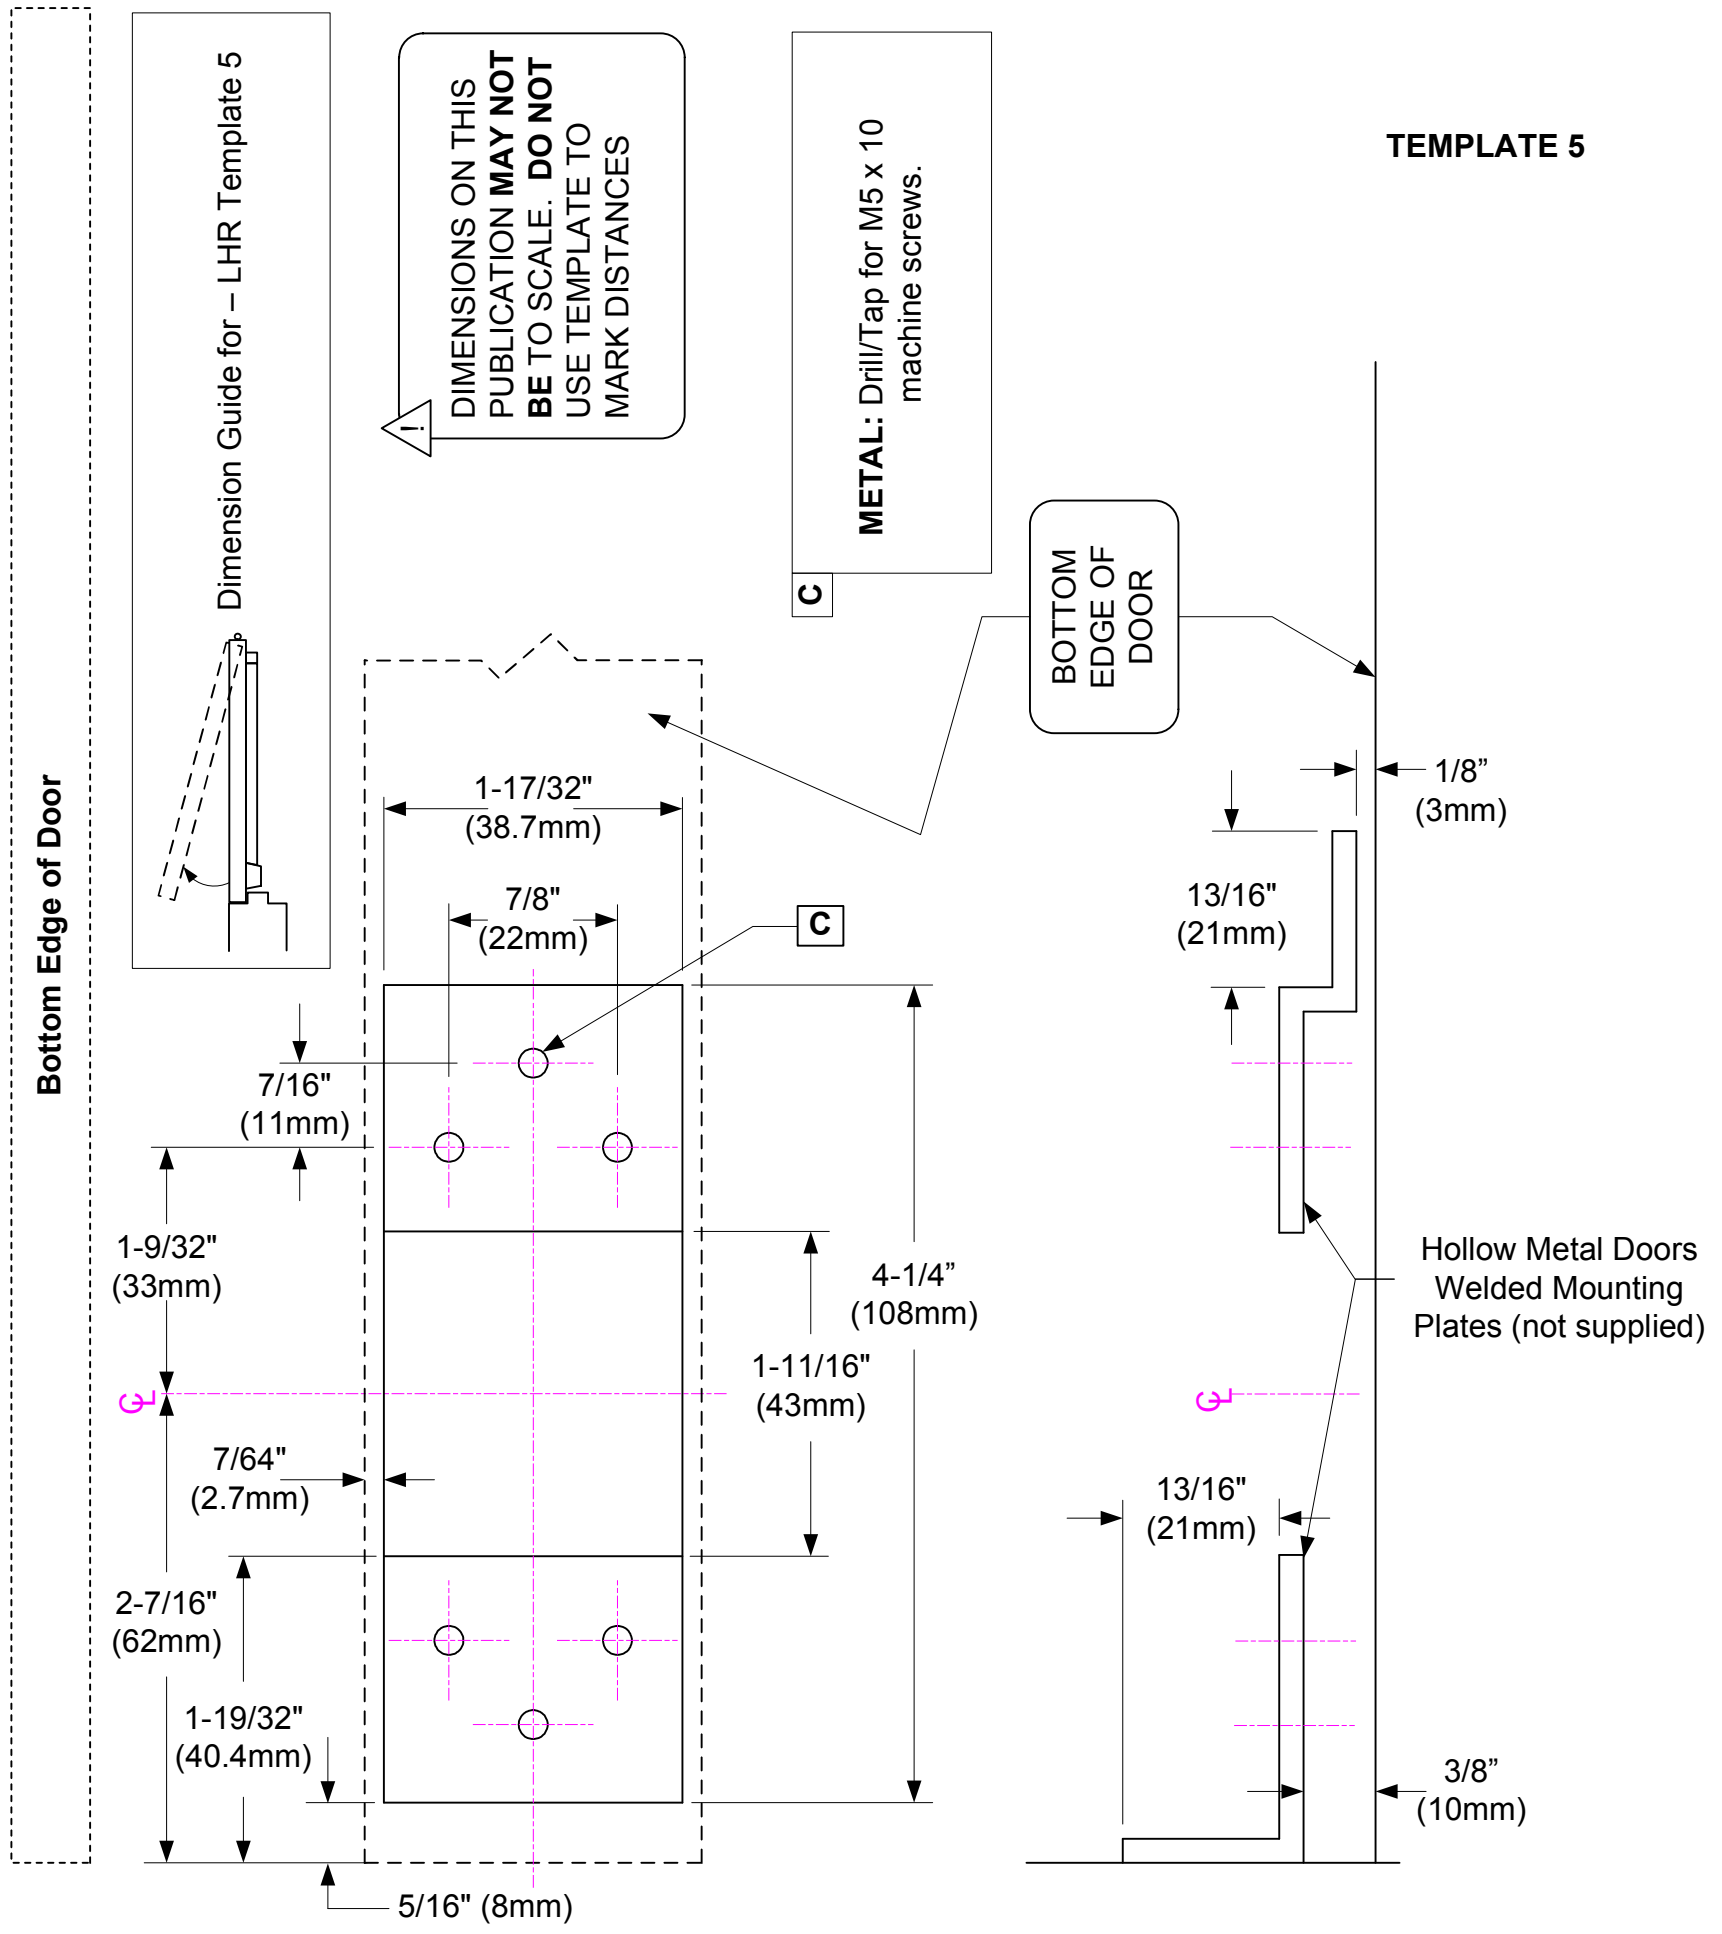 TEMPLATE 5
Bottom Edge of Door
Dimension Guide for – LHR Template 5
!
DIMENSIONS ON THIS
PUBLICATION MAY NOT
BE TO SCALE. DO NOT
USE TEMPLATE TO
MARK DISTANCES
METAL: Drill/Tap for M5 x 10
machine screws.
C
BOTTOM
EDGE OF
DOOR
1-17/32"
(38.7mm)
7/8"
(22mm)
C
7/16"
(11mm)
1-9/32"
(33mm)
4-1/4”
(108mm)
1-11/16"
(43mm)
CL
7/64"
(2.7mm)
2-7/16"
(62mm)
1-19/32"
(40.4mm)
5/16" (8mm)
1/8”
(3mm)
13/16"
(21mm)
Hollow Metal Doors
Welded Mounting
Plates (not supplied)
CL
13/16"
(21mm)
3/8”
(10mm)